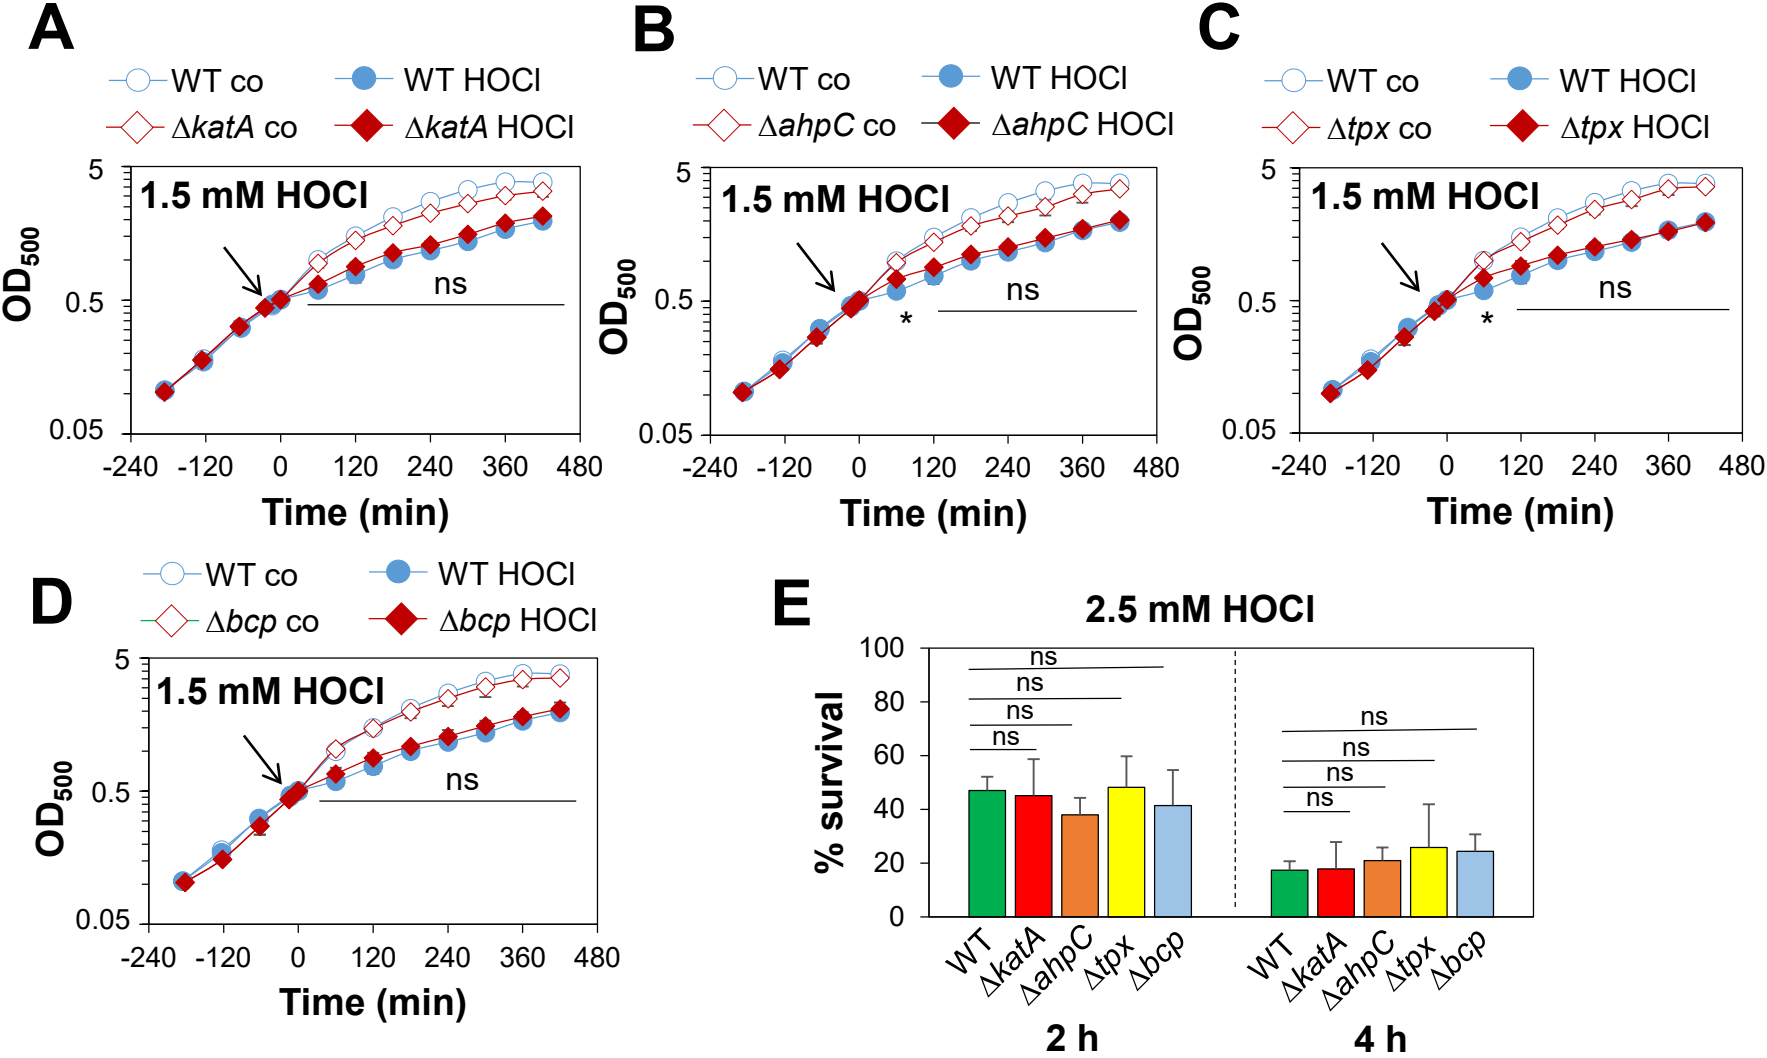 A
WT co
WT HOCl
ΔkatA co
ΔkatA HOCl
5
1.5 mM HOCl
OD500
ns
0.5
0.05
-240 -120 0 120 240 360 480
Time (min)
B
WT co
WT HOCl
ΔahpC co
ΔahpC HOCl
5
1.5 mM HOCl
OD500
ns
0.5
*
0.05
-240 -120 0 120 240 360 480
Time (min)
C
WT co
WT HOCl
Δtpx co
Δtpx HOCl
5
1.5 mM HOCl
OD500
ns
0.5
*
0.05
-240 -120 0 120 240 360 480
Time (min)
D
WT co
WT HOCl
Δbcp co
Δbcp HOCl
5
1.5 mM HOCl
OD500
ns
0.5
0.05
-240 -120 0 120 240 360 480
Time (min)
E
2.5 mM HOCl
% survival
100
80
60
40
20
0
ns
ns
ns
ns
ns
ns
ns
ns
WT ΔkatA ΔahpC Δtpx Δbcp
WT ΔkatA ΔahpC Δtpx Δbcp
2 h
4 h